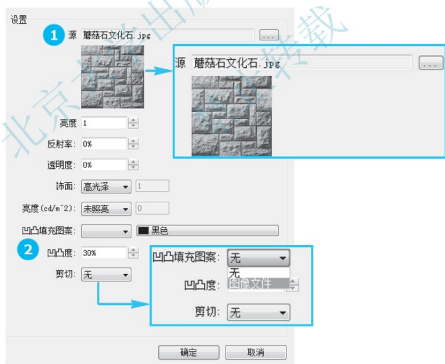 设置
1 源 蘑菇石文化石.jpg ...
源 蘑菇石文化石.jpg ...
亮度 1
反射率: 0%
透明度: 0%
饰面: 高光泽 1
亮度(cd/m^2): 未照亮 0
凹凸填充图案: 黑色
2 凹凸度: 30%
剪切: 无
凹凸填充图案: 无
无
凹凸度: 图像文件
剪切: 无
确定 取消